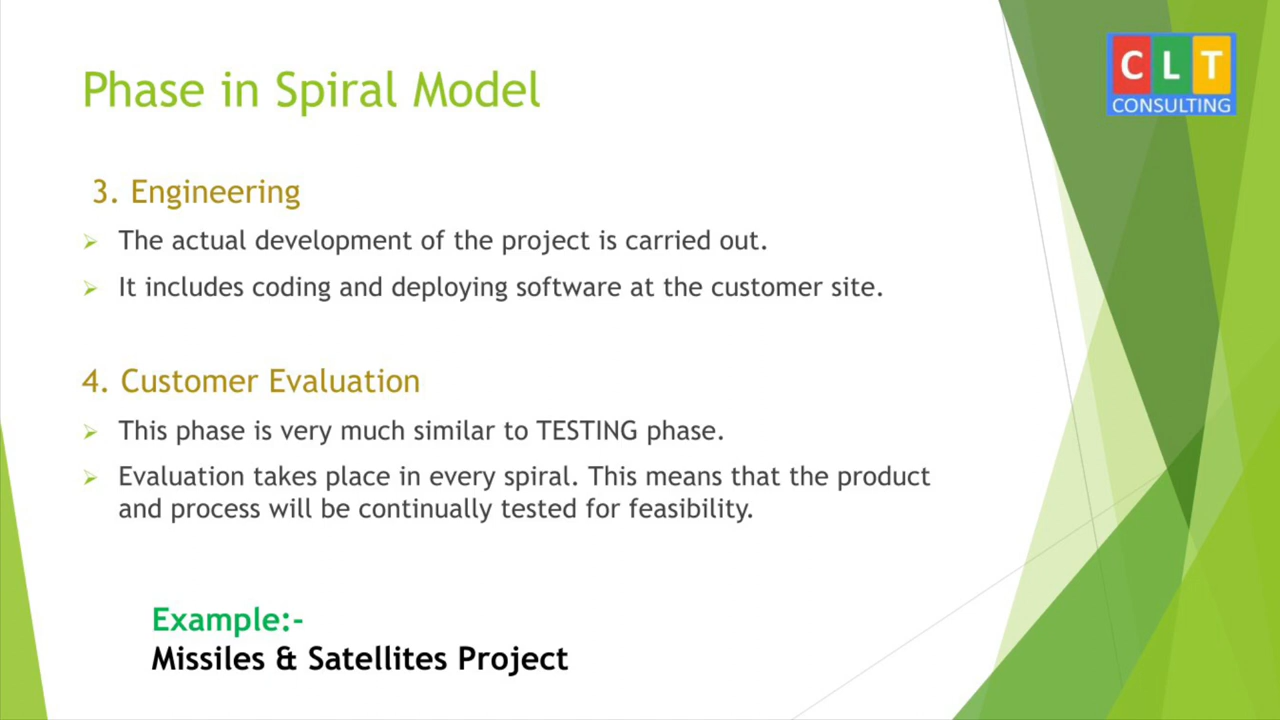 Phase in Spiral Model
C L T
CONSULTING
3. Engineering
The actual development of the project is carried out.
It includes coding and deploying software at the customer site.
4. Customer Evaluation
This phase is very much similar to TESTING phase.
Evaluation takes place in every spiral. This means that the product
and process will be continually tested for feasibility.
Example:-
Missiles & Satellites Project